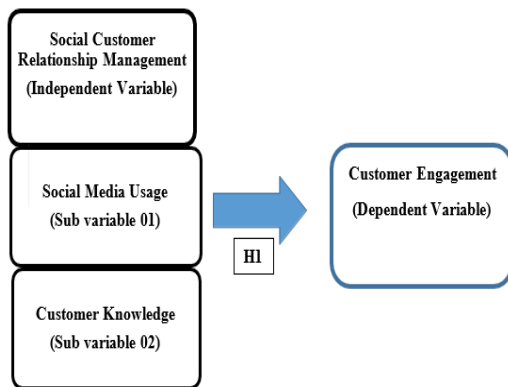 Social Customer
Relationship Management
(Independent Variable)
Social Media Usage
(Sub variable 01)
Customer Knowledge
(Sub variable 02)
H1
Customer Engagement
(Dependent Variable)